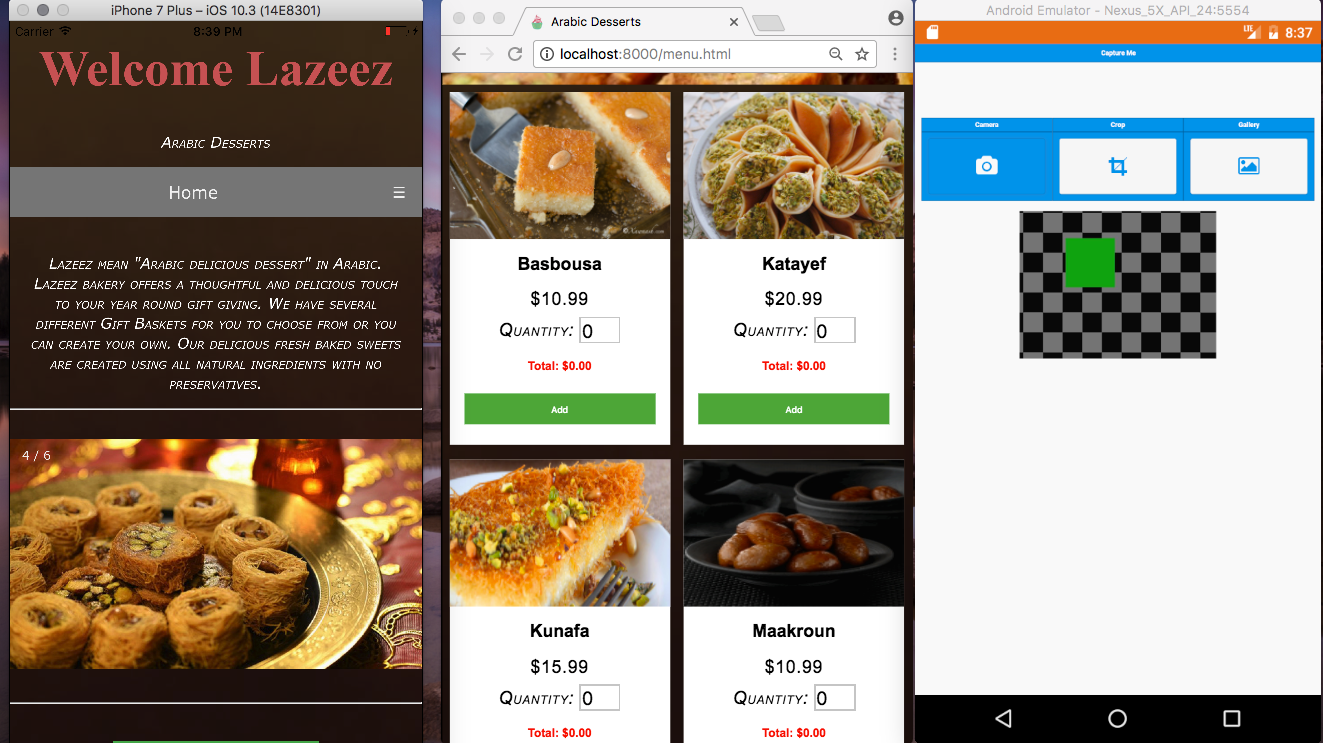 iPhone 7 Plus – iOS 10.3 (14E8301)
Carrier
8:39 PM
Welcome Lazeez
Arabic Desserts
Home
Lazeez mean "Arabic delicious dessert" in Arabic.
Lazeez bakery offers a thoughtful and delicious touch
to your year round gift giving. We have several
different Gift Baskets for you to choose from or you
can create your own. Our delicious fresh baked sweets
are created using all natural ingredients with no
preservatives.
4 / 6
Arabic Desserts
localhost:8000/menu.html
Basbousa
$10.99
Quantity: 0
Total: $0.00
Add
Katayef
$20.99
Quantity: 0
Total: $0.00
Add
Kunafa
$15.99
Quantity: 0
Total: $0.00
Maakroun
$10.99
Quantity: 0
Total: $0.00
Android Emulator - Nexus_5X_API_24:5554
LTE
8:37
Capture Me
Camera
Crop
Gallery